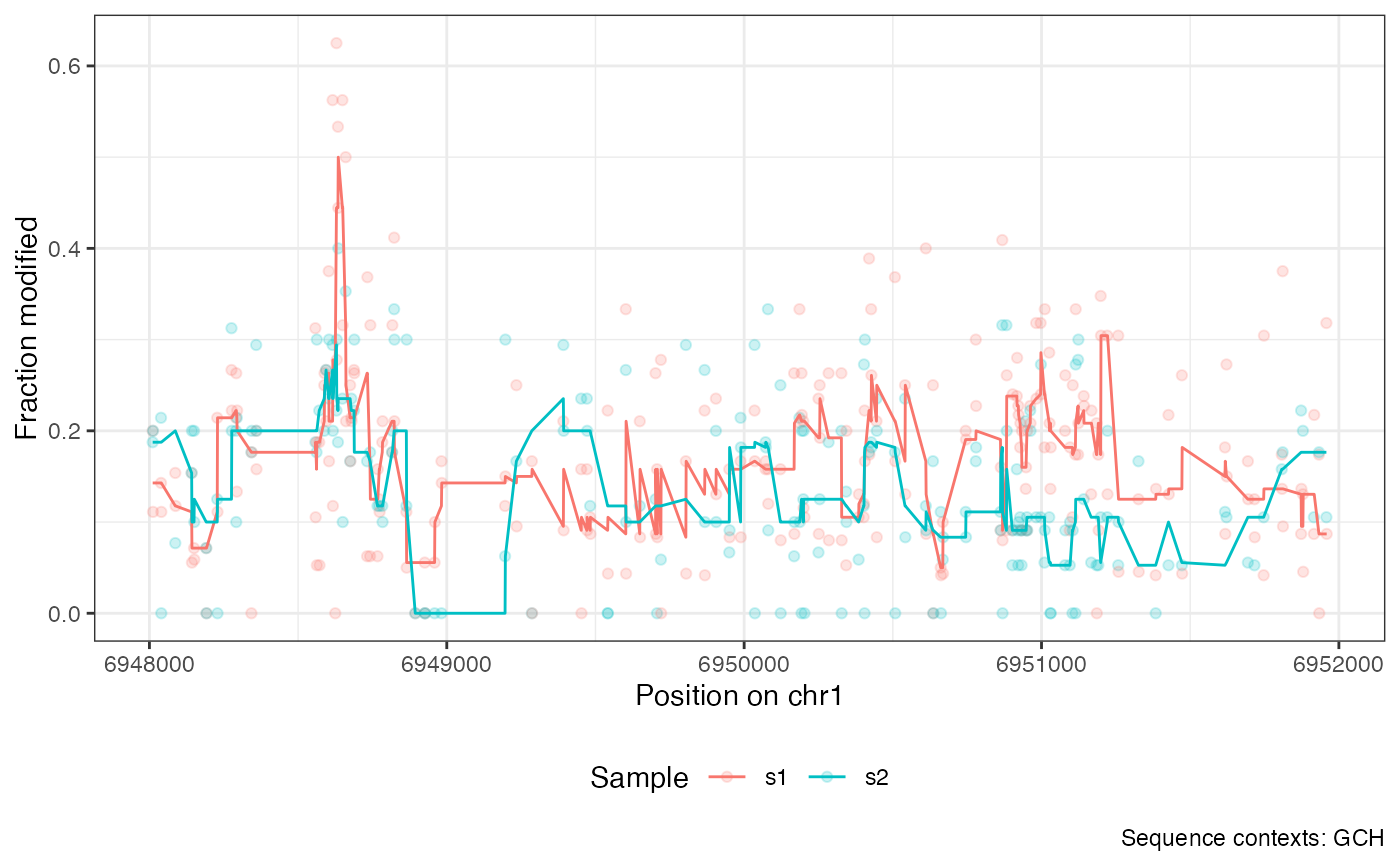 Fraction modified
0.6
0.4
0.2
0.0
6948000 6949000 6950000 6951000 6952000
Position on chr1
Sample s1 s2
Sequence contexts: GCH